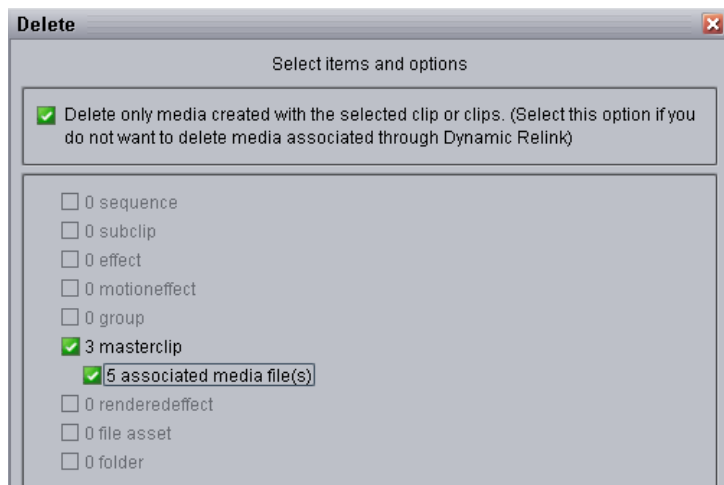 Delete
Select items and options
Delete only media created with the selected clip or clips. (Select this option if you
do not want to delete media associated through Dynamic Relink)
0 sequence
0 subclip
0 effect
0 motioneffect
0 group
3 masterclip
5 associated media file(s)
0 renderedeffect
0 file asset
0 folder